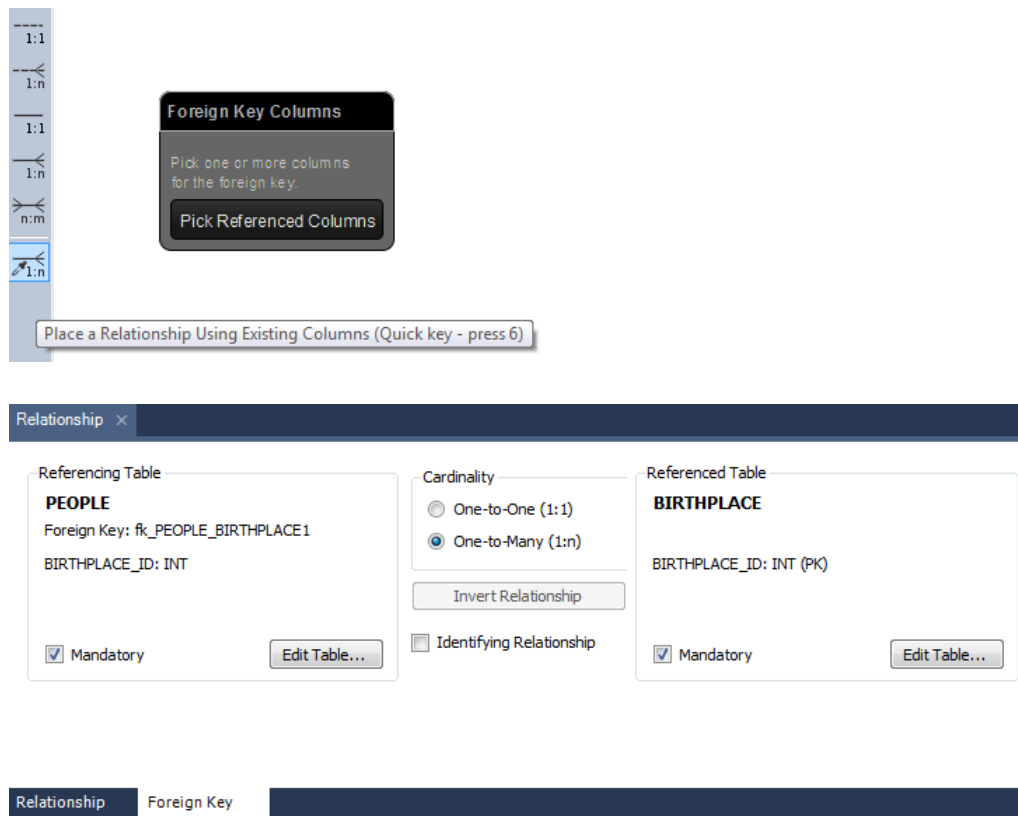 1:1
1:n
1:1
1:n
n:m
1:n
Foreign Key Columns
Pick one or more columns
for the foreign key.
Pick Referenced Columns
Place a Relationship Using Existing Columns (Quick key - press 6)
Relationship ×
Referencing Table
PEOPLE
Foreign Key: fk_PEOPLE_BIRTHPLACE1
BIRTHPLACE_ID: INT
Mandatory
Edit Table...
Cardinality
One-to-One (1:1)
One-to-Many (1:n)
Invert Relationship
Identifying Relationship
Referenced Table
BIRTHPLACE
BIRTHPLACE_ID: INT (PK)
Mandatory
Edit Table...
Relationship Foreign Key